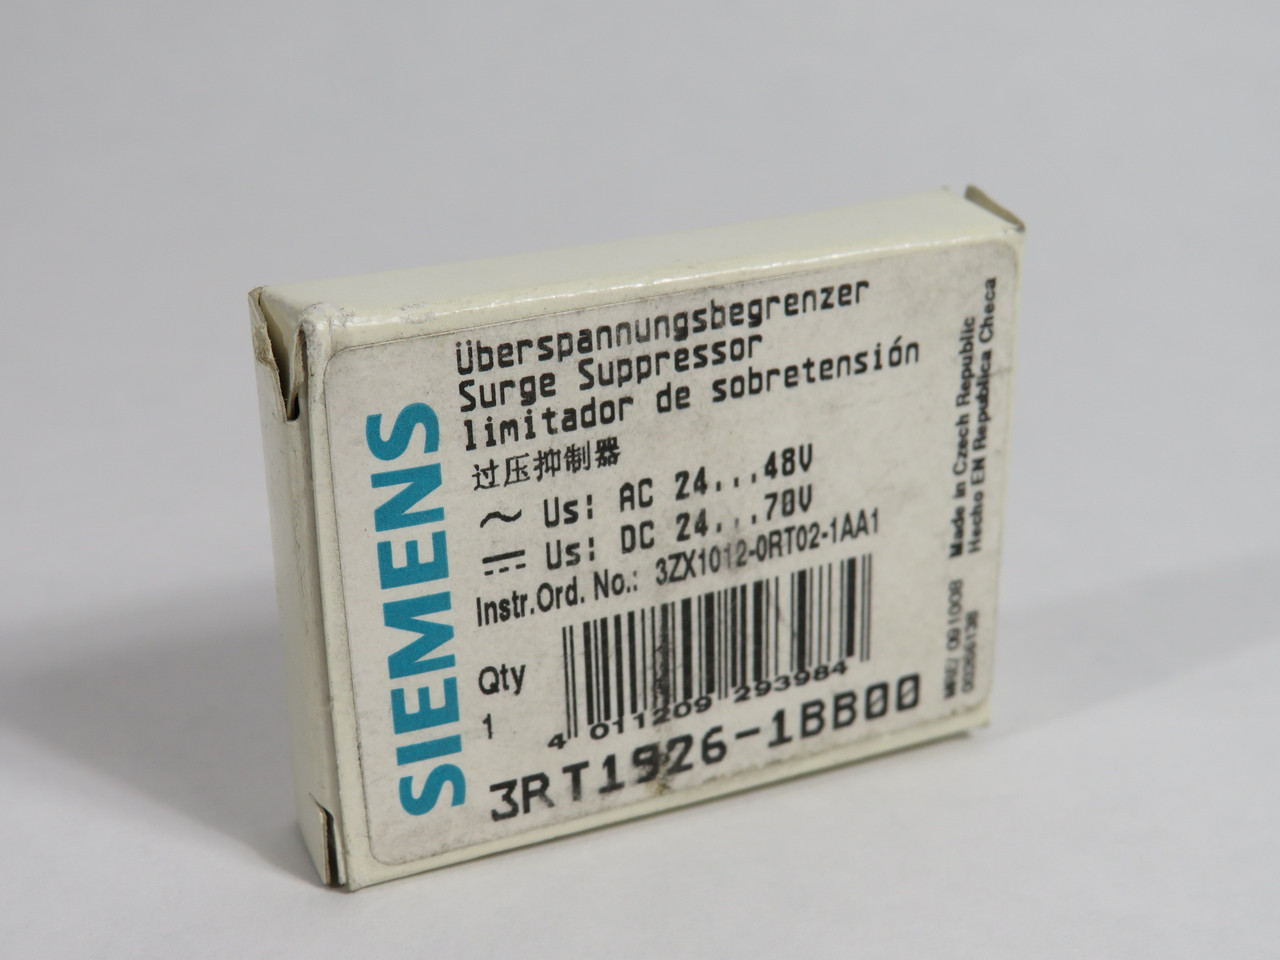 SIEMENS
Überspannungsbegrenzer
Surge Suppressor
limitador de sobretensión
过压抑制器
Us: AC 24...48V
Us: DC 24...70V
Instr.Ord. No.: 3ZX1012-0RT02-1AA1
Qty
1
4 011209 293984
3RT1926-1BB00
Made in Czech Republic
Hecho EN Republica Checa
091008